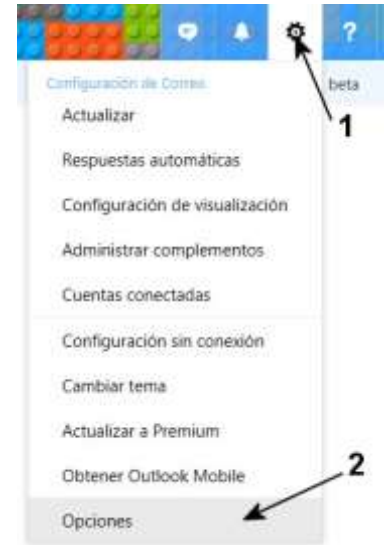 ?
Configuración de Correo
beta
1
Actualizar
Respuestas automáticas
Configuración de visualización
Administrar complementos
Cuentas conectadas
Configuración sin conexión
Cambiar tema
Actualizar a Premium
Obtener Outlook Mobile
2
Opciones